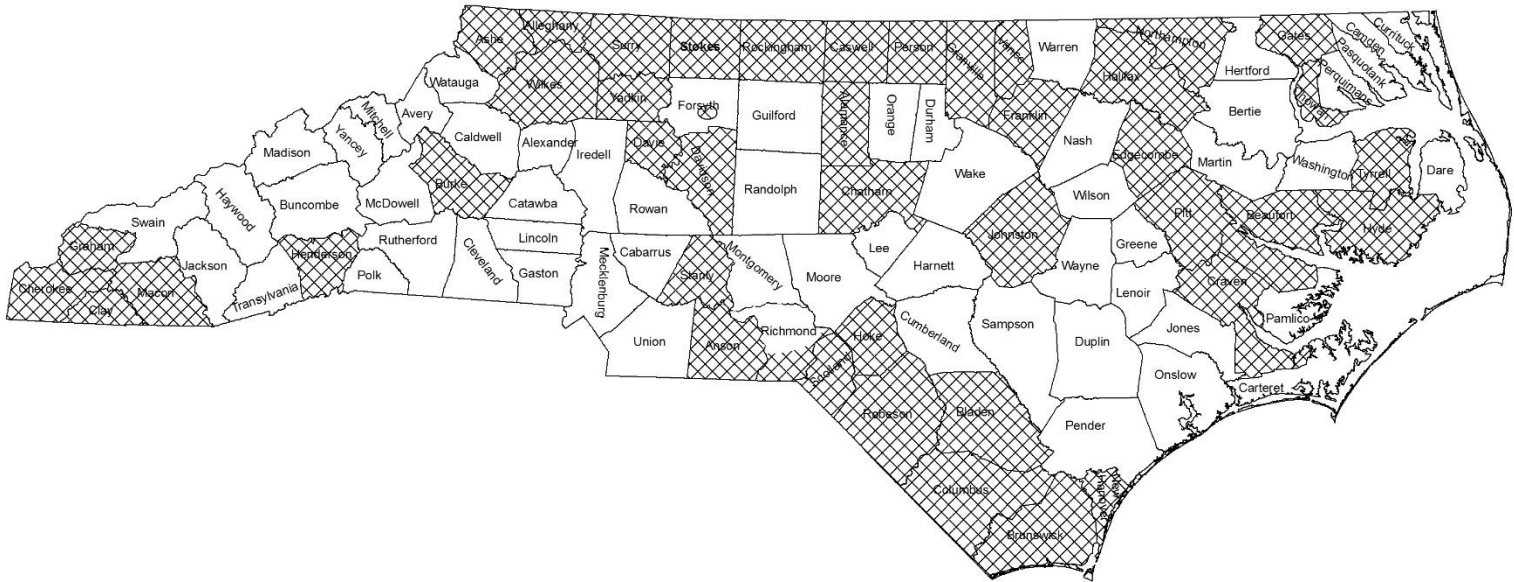 Ashe
Alleghany
Surry
Stokes
Rockingham
Caswell
Person
Granville
Vance
Warren
Northampton
Gates
Camden
Currituck
Pasquotank
Perquimans
Chowan
Hertford
Halifax
Watauga
Wilkes
Yadkin
Forsyth
Guilford
Alamance
Orange
Durham
Franklin
Nash
Bertie
Mitchell
Avery
Yancey
Madison
Caldwell
Alexander
Iredell
Davie
Davidson
Edgecombe
Martin
Washington
Tyrrell
Dare
Haywood
Buncombe
McDowell
Burke
Catawba
Rowan
Randolph
Chatham
Wake
Wilson
Pitt
Beaufort
Hyde
Swain
Graham
Jackson
Henderson
Rutherford
Cleveland
Lincoln
Gaston
Mecklenburg
Cabarrus
Stanly
Montgomery
Moore
Lee
Harnett
Johnston
Wayne
Greene
Lenoir
Craven
Pamlico
Cherokee
Clay
Macon
Transylvania
Polk
Union
Anson
Richmond
Scotland
Hoke
Cumberland
Sampson
Duplin
Jones
Onslow
Carteret
Robeson
Bladen
Pender
Columbus
Brunswick
New
Hanover